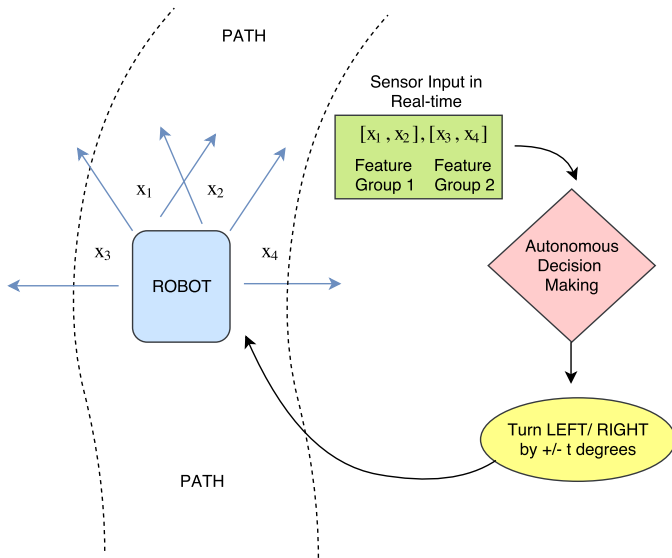 PATH
Sensor Input in
Real-time
[x₁ , x₂] , [x₃ , x₄]
Feature
Group 1
Feature
Group 2
x₁
x₂
x₃
x₄
ROBOT
Autonomous
Decision
Making
Turn LEFT/ RIGHT
by +/- t degrees
PATH